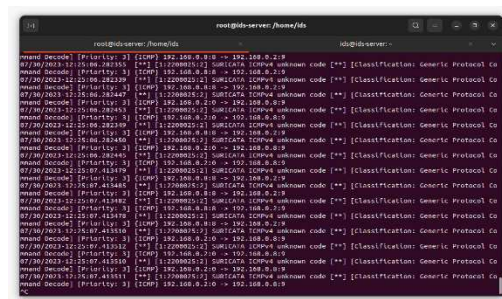 root@ids-server: /home/ids
root@ids-server: /home/ids
ids@ids-server: ~
mmand Decode] [Priority: 3] {ICMP} 192.168.0.8:0 -> 192.168.0.2:9
07/30/2023-12:25:06.282355 [**] [1:2200025:2] SURICATA ICMPv4 unknown code [**] [Classification: Generic Protocol Co
mmand Decode] [Priority: 3] {ICMP} 192.168.0.8:0 -> 192.168.0.2:9
07/30/2023-12:25:06.282339 [**] [1:2200025:2] SURICATA ICMPv4 unknown code [**] [Classification: Generic Protocol Co
mmand Decode] [Priority: 3] {ICMP} 192.168.0.8:0 -> 192.168.0.2:9
07/30/2023-12:25:06.282447 [**] [1:2200025:2] SURICATA ICMPv4 unknown code [**] [Classification: Generic Protocol Co
mmand Decode] [Priority: 3] {ICMP} 192.168.0.2:0 -> 192.168.0.8:9
07/30/2023-12:25:06.282453 [**] [1:2200025:2] SURICATA ICMPv4 unknown code [**] [Classification: Generic Protocol Co
mmand Decode] [Priority: 3] {ICMP} 192.168.0.2:0 -> 192.168.0.8:9
07/30/2023-12:25:06.282349 [**] [1:2200025:2] SURICATA ICMPv4 unknown code [**] [Classification: Generic Protocol Co
mmand Decode] [Priority: 3] {ICMP} 192.168.0.8:0 -> 192.168.0.2:9
07/30/2023-12:25:06.282450 [**] [1:2200025:2] SURICATA ICMPv4 unknown code [**] [Classification: Generic Protocol Co
mmand Decode] [Priority: 3] {ICMP} 192.168.0.2:0 -> 192.168.0.8:9
07/30/2023-12:25:06.282445 [**] [1:2200025:2] SURICATA ICMPv4 unknown code [**] [Classification: Generic Protocol Co
mmand Decode] [Priority: 3] {ICMP} 192.168.0.2:0 -> 192.168.0.8:9
07/30/2023-12:25:07.413479 [**] [1:2200025:2] SURICATA ICMPv4 unknown code [**] [Classification: Generic Protocol Co
mmand Decode] [Priority: 3] {ICMP} 192.168.0.8:0 -> 192.168.0.2:9
07/30/2023-12:25:07.413485 [**] [1:2200025:2] SURICATA ICMPv4 unknown code [**] [Classification: Generic Protocol Co
mmand Decode] [Priority: 3] {ICMP} 192.168.0.8:0 -> 192.168.0.2:9
07/30/2023-12:25:07.413482 [**] [1:2200025:2] SURICATA ICMPv4 unknown code [**] [Classification: Generic Protocol Co
mmand Decode] [Priority: 3] {ICMP} 192.168.0.8:0 -> 192.168.0.2:9
07/30/2023-12:25:07.413470 [**] [1:2200025:2] SURICATA ICMPv4 unknown code [**] [Classification: Generic Protocol Co
mmand Decode] [Priority: 3] {ICMP} 192.168.0.8:0 -> 192.168.0.2:9
07/30/2023-12:25:07.413510 [**] [1:2200025:2] SURICATA ICMPv4 unknown code [**] [Classification: Generic Protocol Co
mmand Decode] [Priority: 3] {ICMP} 192.168.0.2:0 -> 192.168.0.8:9
07/30/2023-12:25:07.413512 [**] [1:2200025:2] SURICATA ICMPv4 unknown code [**] [Classification: Generic Protocol Co
mmand Decode] [Priority: 3] {ICMP} 192.168.0.2:0 -> 192.168.0.8:9
07/30/2023-12:25:07.413510 [**] [1:2200025:2] SURICATA ICMPv4 unknown code [**] [Classification: Generic Protocol Co
mmand Decode] [Priority: 3] {ICMP} 192.168.0.2:0 -> 192.168.0.8:9
07/30/2023-12:25:07.413511 [**] [1:2200025:2] SURICATA ICMPv4 unknown code [**] [Classification: Generic Protocol Co
mmand Decode] [Priority: 3] {ICMP} 192.168.0.2:0 -> 192.168.0.8:9
^C